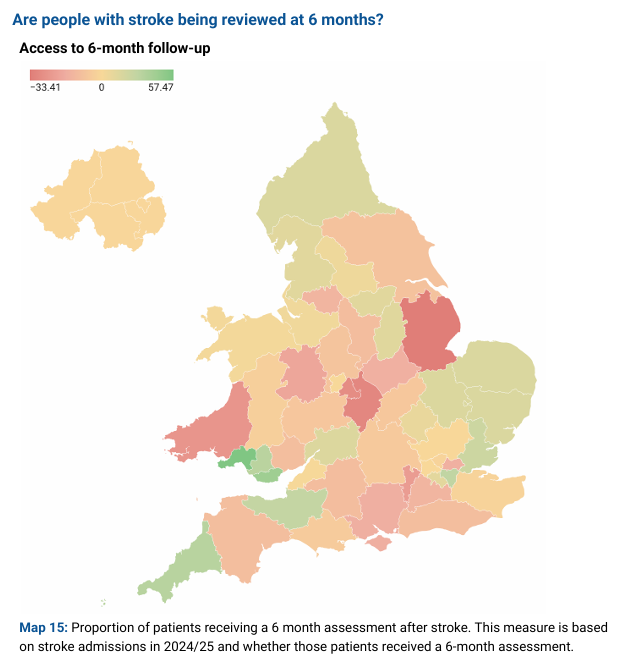 Are people with stroke being reviewed at 6 months?
Access to 6-month follow-up
−33.41 0 57.47
Map 15: Proportion of patients receiving a 6 month assessment after stroke. This measure is based
on stroke admissions in 2024/25 and whether those patients received a 6-month assessment.